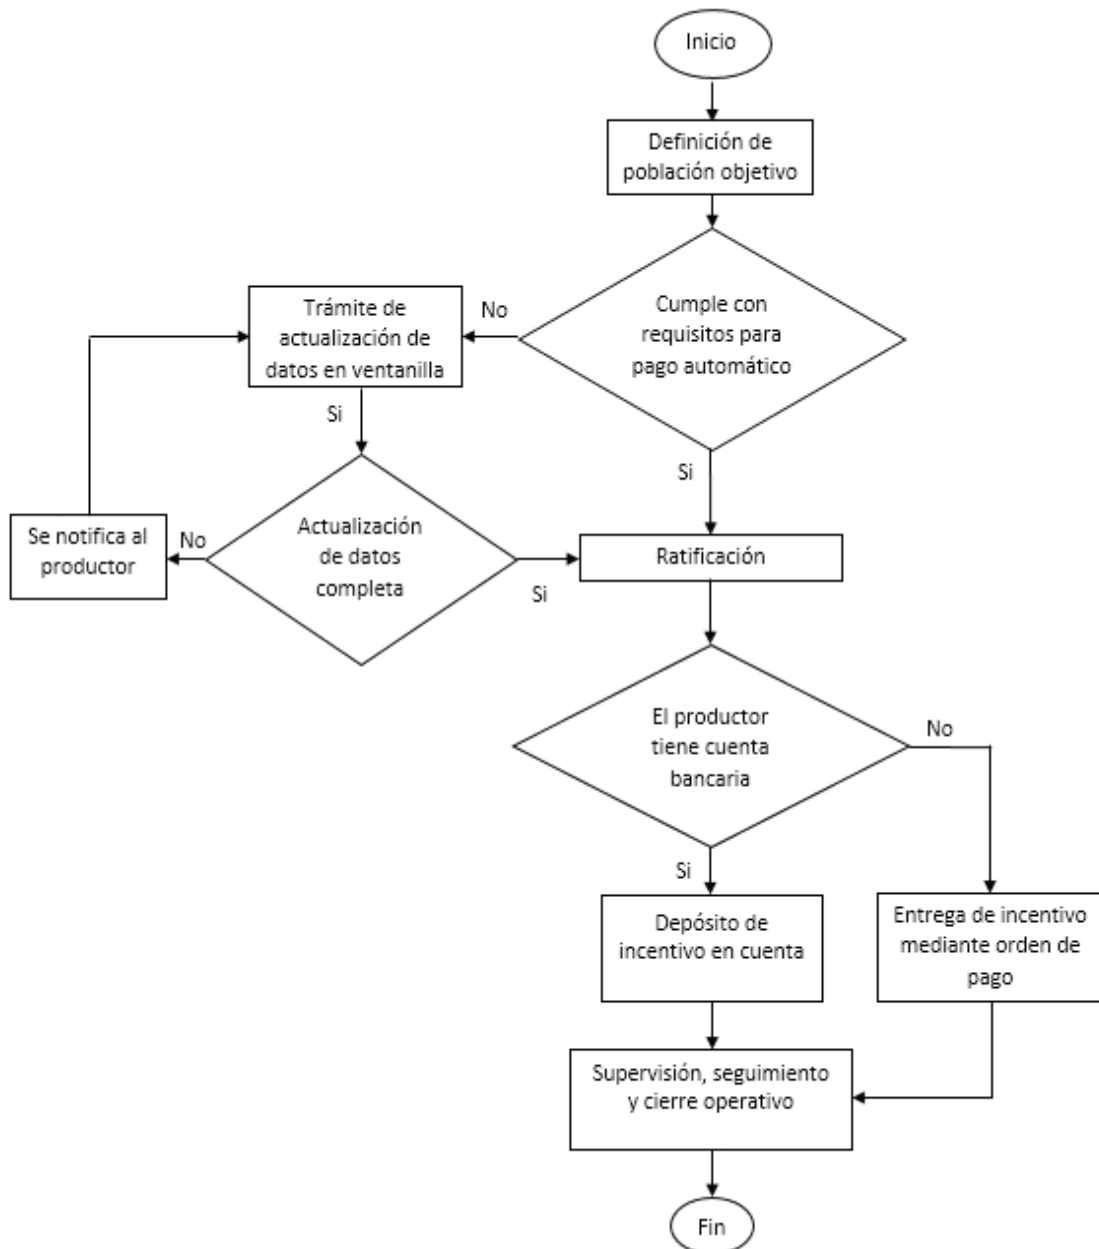 Inicio
Definición de
población objetivo
Cumple con
requisitos para
pago automático
No
Trámite de
actualización de
datos en ventanilla
Si
Si
Actualización
de datos
completa
No
Se notifica al
productor
Si
Ratificación
El productor
tiene cuenta
bancaria
No
Si
Depósito de
incentivo en cuenta
Entrega de incentivo
mediante orden de
pago
Supervisión, seguimiento
y cierre operativo
Fin